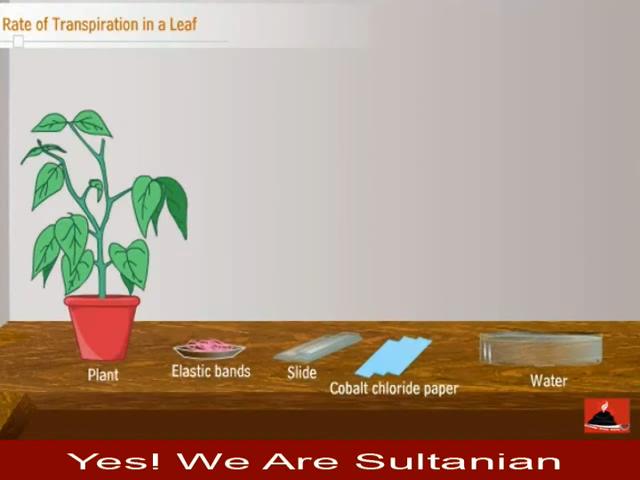 Rate of Transpiration in a Leaf
Plant
Elastic bands
Slide
Cobalt chloride paper
Water
Yes! We Are Sultanian